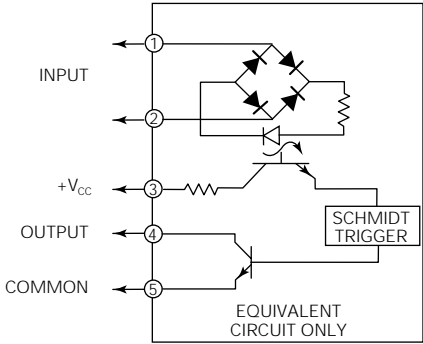 1
INPUT
2
+VCC
3
OUTPUT
4
SCHMIDT
TRIGGER
COMMON
5
EQUIVALENT
CIRCUIT ONLY